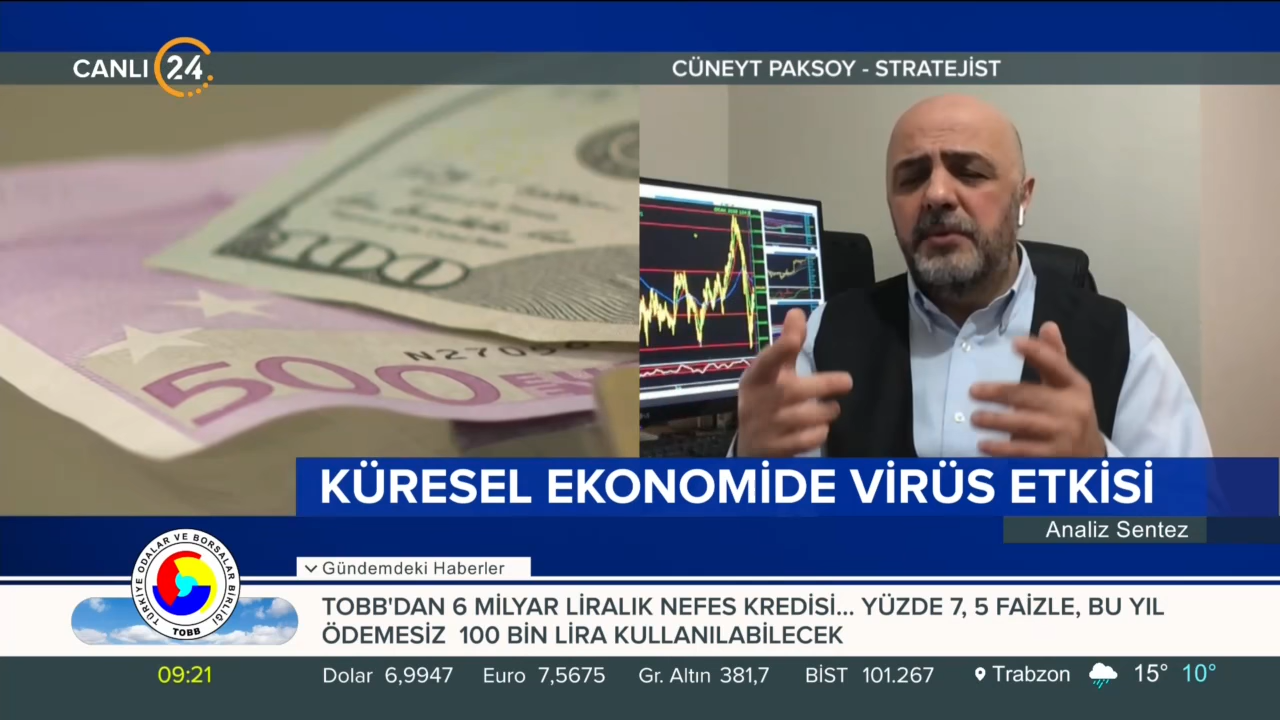 CANLI 24
CÜNEYT PAKSOY - STRATEJİST
100
N2705
500 EU
KÜRESEL EKONOMİDE VİRÜS ETKİSİ
Analiz Sentez
TÜRKİYE ODALAR VE BORSALAR BİRLİĞİ
TOBB
Gündemdeki Haberler
TOBB'DAN 6 MİLYAR LİRALIK NEFES KREDİSİ... YÜZDE 7, 5 FAİZLE, BU YIL
ÖDEMESİZ 100 BİN LİRA KULLANILABİLECEK
09:21 Dolar 6,9947 Euro 7,5675 Gr. Altın 381,7 BİST 101.267 Trabzon 15° 10°